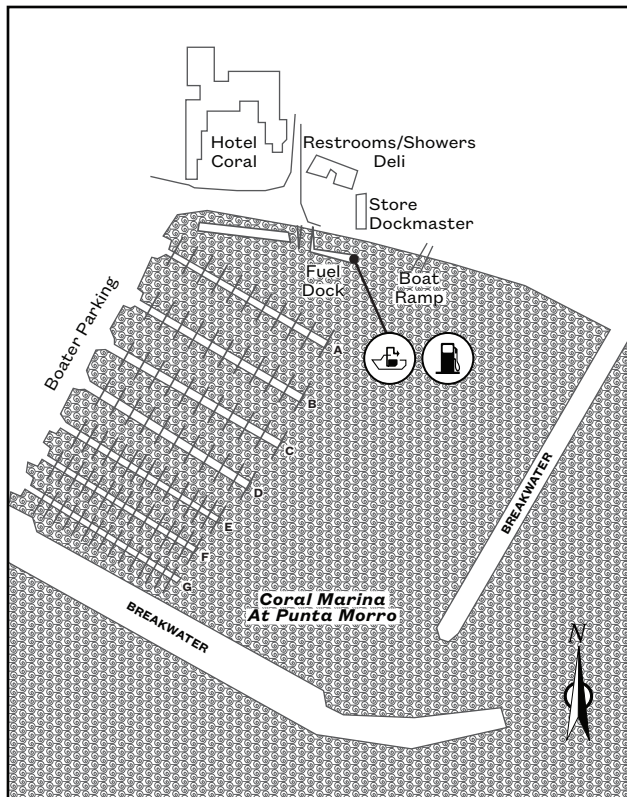 Hotel
Coral
Restrooms/Showers
Deli
Store
Dockmaster
Fuel
Dock
Boat
Ramp
Boater Parking
A
B
C
D
E
F
G
BREAKWATER
Coral Marina
At Punta Morro
BREAKWATER
N